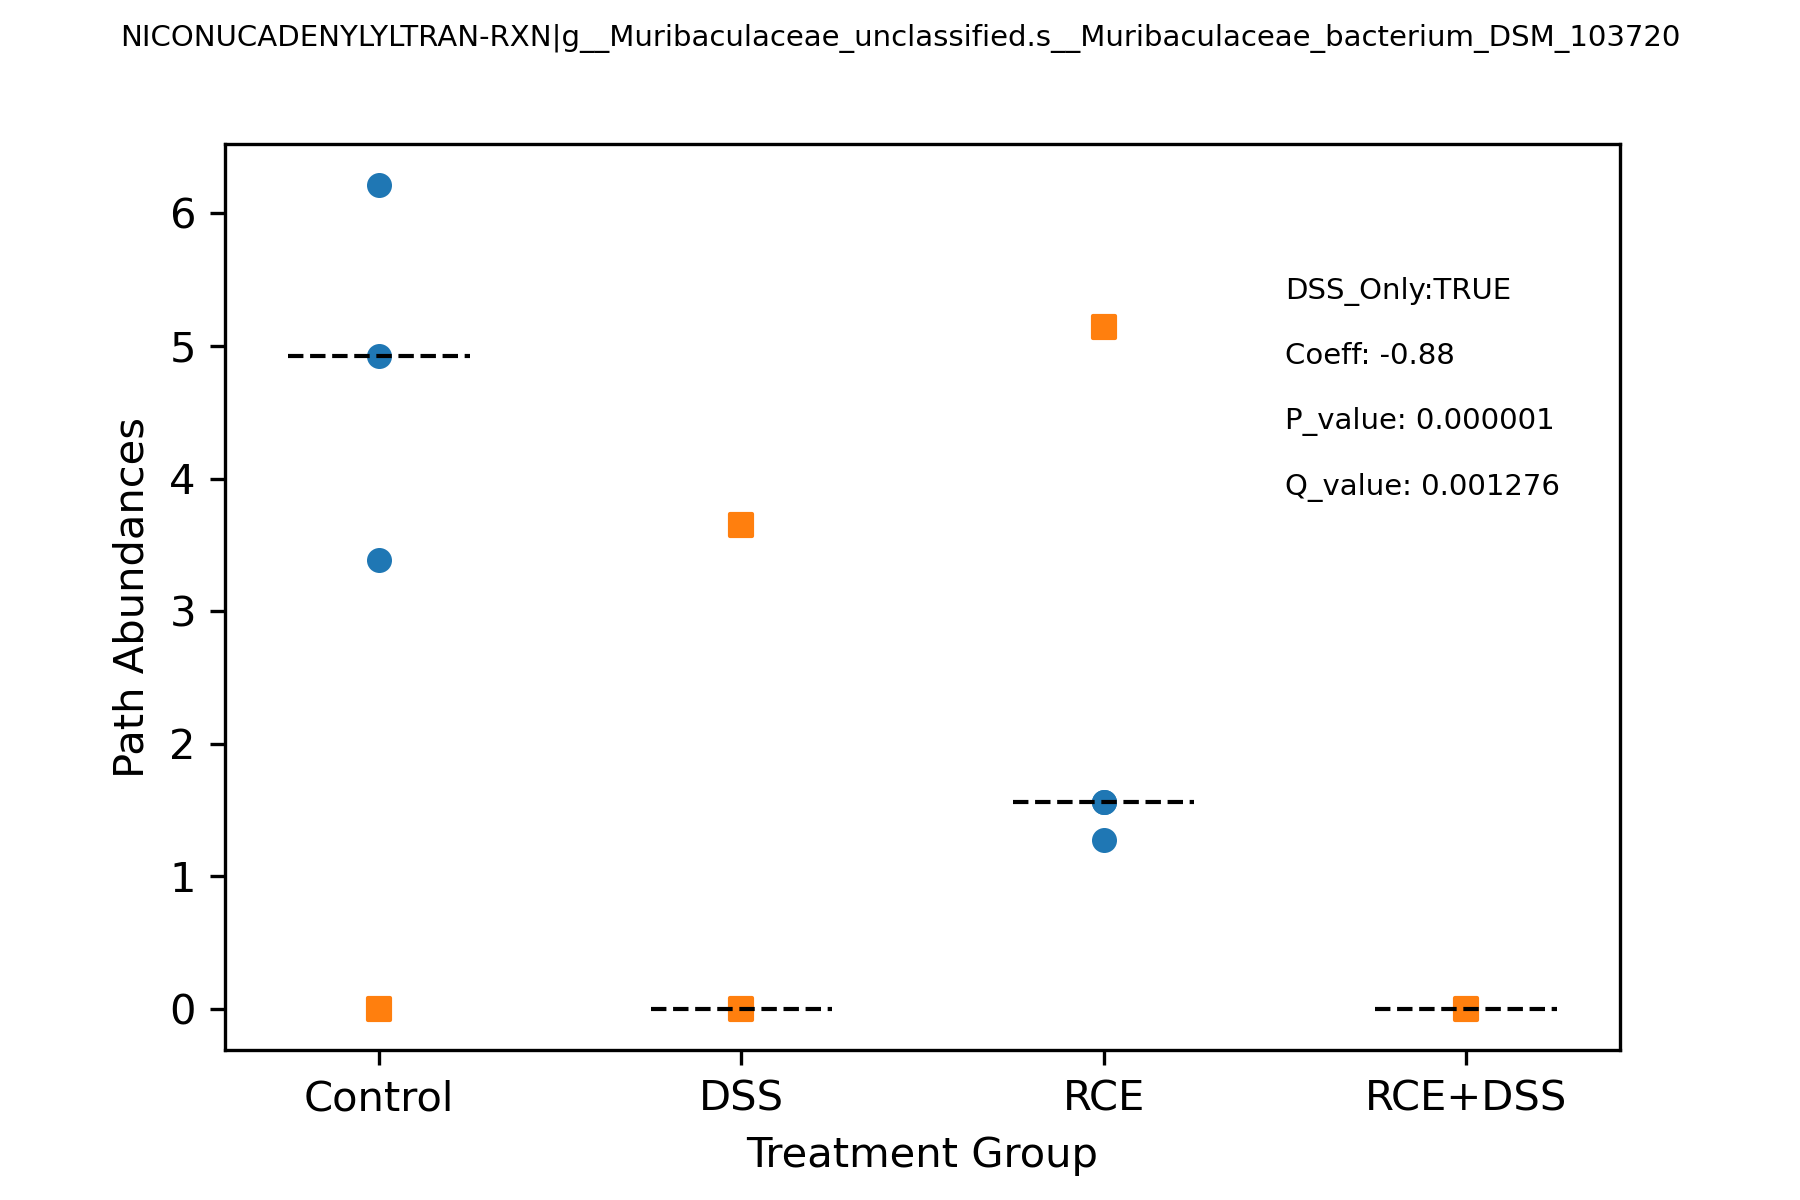 NICONUCADENYLYLTRAN-RXN|g__Muribaculaceae_unclassified.s__Muribaculaceae_bacterium_DSM_103720
6
5
4
3
2
1
0
Path Abundances
DSS_Only:TRUE
Coeff: -0.88
P_value: 0.000001
Q_value: 0.001276
Control DSS RCE RCE+DSS
Treatment Group